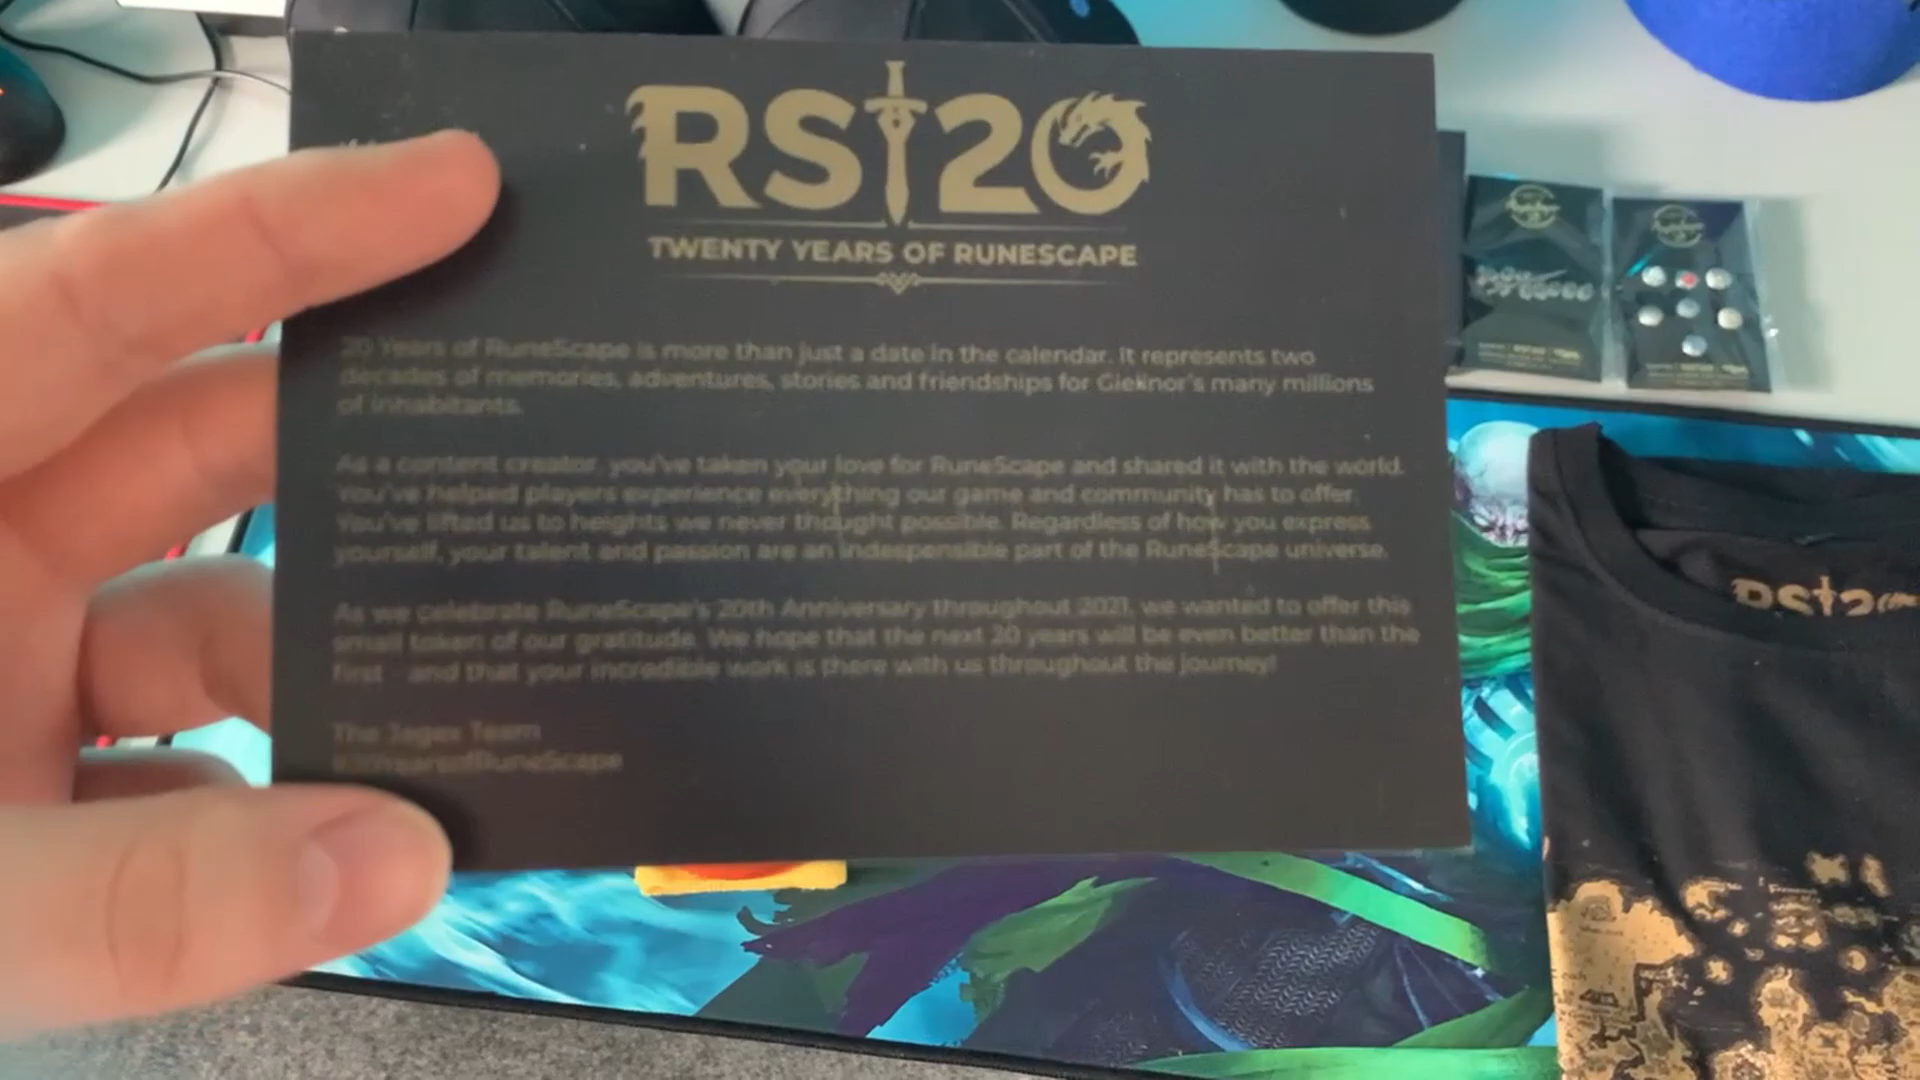 RS20
TWENTY YEARS OF RUNESCAPE
20 Years of RuneScape is more than just a date in the calendar. It represents two
decades of memories, adventures, stories and friendships for Gielinor's many millions
of inhabitants.
As a content creator, you've taken your love for RuneScape and shared it with the world.
You've helped players experience everything our game and community has to offer.
You've lifted us to heights we never thought possible. Regardless of how you express
yourself, your talent and passion are an indespensible part of the RuneScape universe.
As we celebrate RuneScape's 20th Anniversary throughout 2021, we wanted to offer this
small token of our gratitude. We hope that the next 20 years will be even better than the
first - and that your incredible work is there with us throughout the journey!
The Jagex Team
#20YearsofRuneScape
RS20